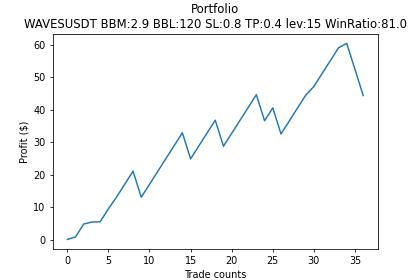 Portfolio
WAVESUSDT BBM:2.9 BBL:120 SL:0.8 TP:0.4 lev:15 WinRatio:81.0
60
50
40
30
20
10
0
Profit ($)
0 5 10 15 20 25 30 35
Trade counts